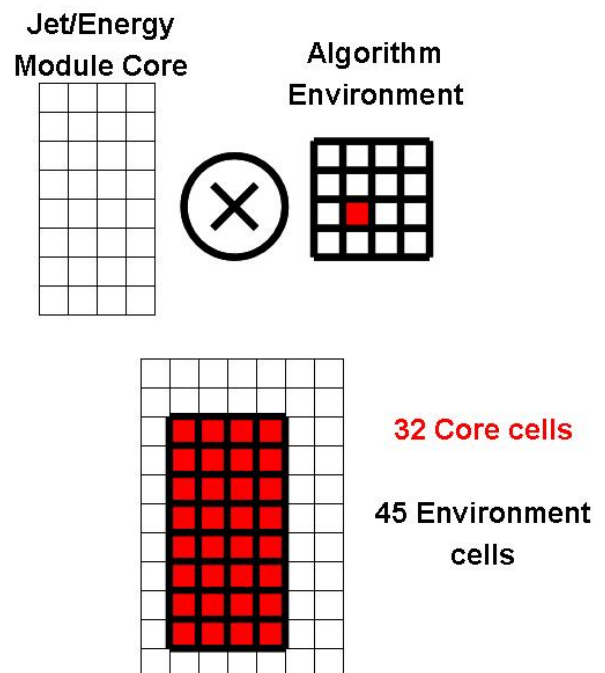 Jet/Energy
Module Core
Algorithm
Environment
32 Core cells
45 Environment
cells